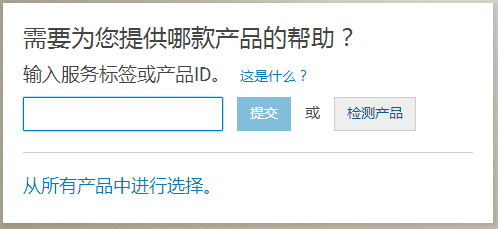 需要为您提供哪款产品的帮助？
输入服务标签或产品ID。 这是什么？
提交 或 检测产品
从所有产品中进行选择。